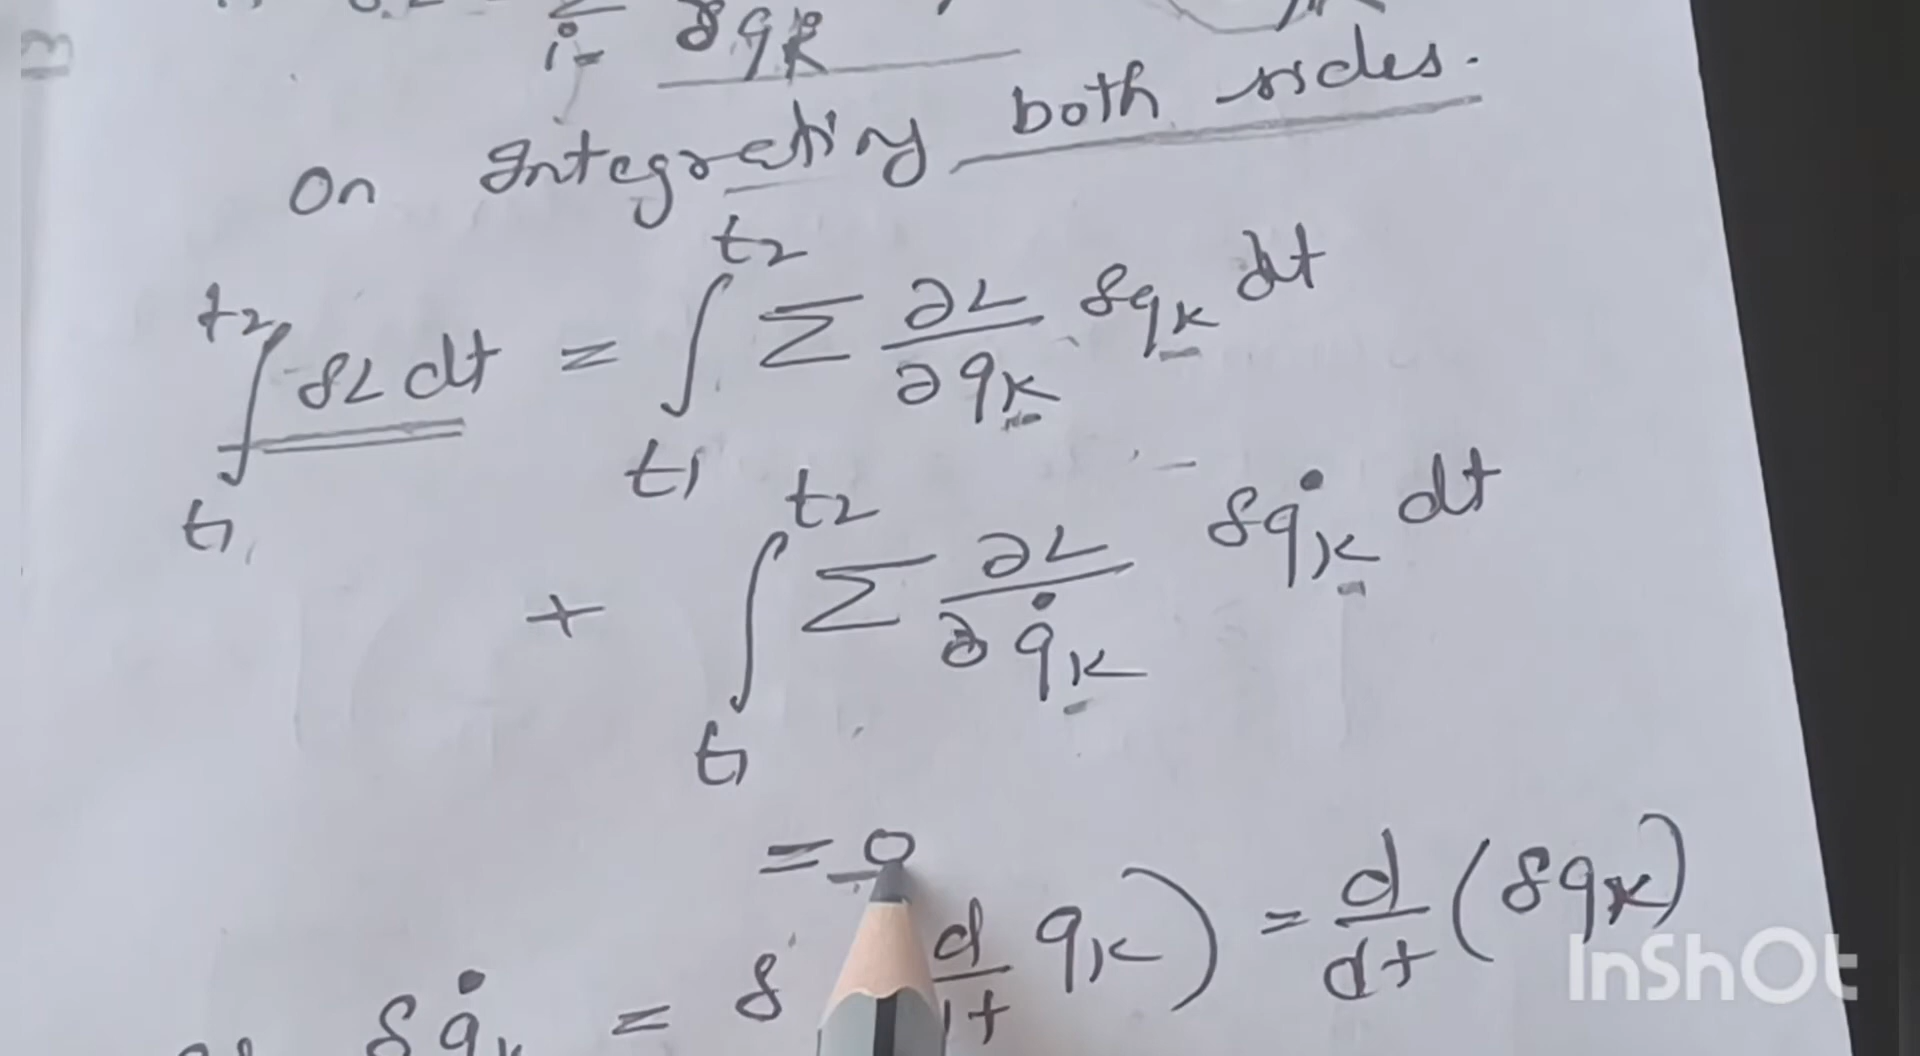 δqk
On Integrating both sides.
∫_{t1}^{t2} δL dt = ∫_{t1}^{t2} Σ ∂L/∂qk δqk dt
+ ∫_{t1}^{t2} Σ ∂L/∂q̇k δq̇k dt
= 0
δq̇k = δ d/dt qk) = d/dt (δqk)
InShOt